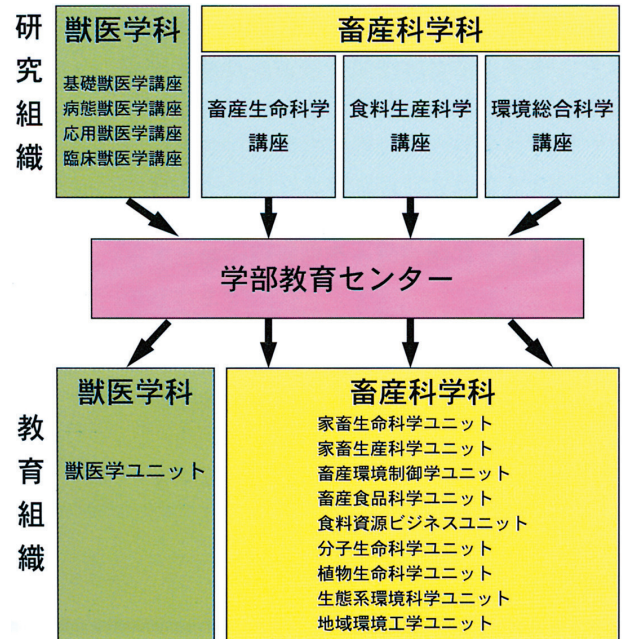 研究組織
獣医学科
基礎獣医学講座
病態獣医学講座
応用獣医学講座
臨床獣医学講座
畜産科学科
畜産生命科学
講座
食料生産科学
講座
環境総合科学
講座
学部教育センター
教育組織
獣医学科
獣医学ユニット
畜産科学科
家畜生命科学ユニット
家畜生産科学ユニット
畜産環境制御学ユニット
畜産食品科学ユニット
食料資源ビジネスユニット
分子生命科学ユニット
植物生命科学ユニット
生態系環境科学ユニット
地域環境工学ユニット